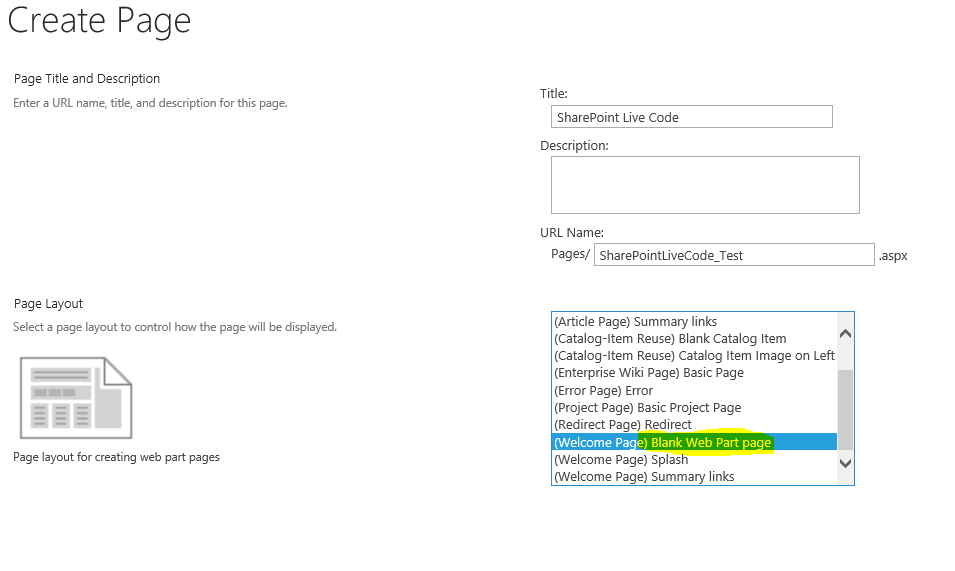 Create Page
Page Title and Description
Enter a URL name, title, and description for this page.
Title:
SharePoint Live Code
Description:
URL Name:
Pages/ SharePointLiveCode_Test .aspx
Page Layout
Select a page layout to control how the page will be displayed.
Page layout for creating web part pages
(Article Page) Summary links
(Catalog-Item Reuse) Blank Catalog Item
(Catalog-Item Reuse) Catalog Item Image on Left
(Enterprise Wiki Page) Basic Page
(Error Page) Error
(Project Page) Basic Project Page
(Redirect Page) Redirect
(Welcome Page) Blank Web Part page
(Welcome Page) Splash
(Welcome Page) Summary links